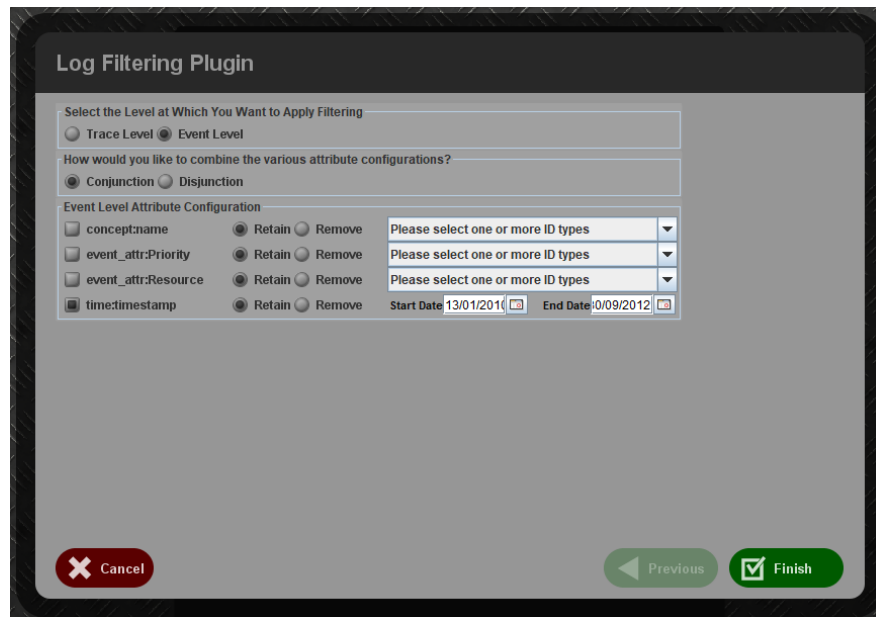 Log Filtering Plugin
Select the Level at Which You Want to Apply Filtering
Trace Level Event Level
How would you like to combine the various attribute configurations?
Conjunction Disjunction
Event Level Attribute Configuration
concept:name Retain Remove Please select one or more ID types
event_attr:Priority Retain Remove Please select one or more ID types
event_attr:Resource Retain Remove Please select one or more ID types
time:timestamp Retain Remove Start Date 13/01/201 End Date 0/09/2012
Cancel Previous Finish